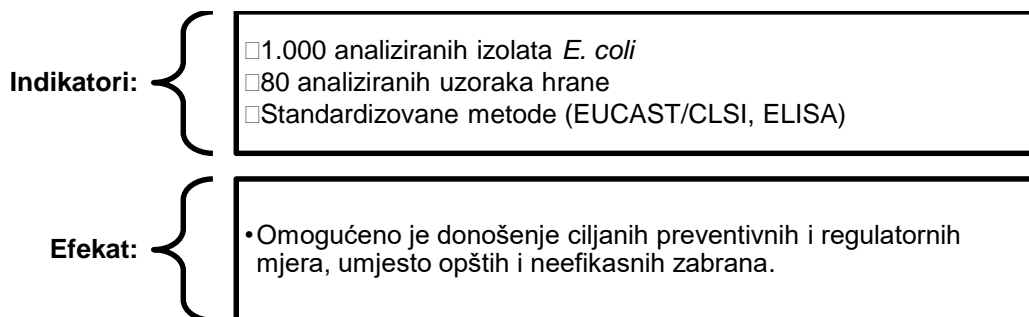 Indikatori:
□1.000 analiziranih izolata E. coli
□80 analiziranih uzoraka hrane
□Standardizovane metode (EUCAST/CLSI, ELISA)
Efekat:
•Omogućeno je donošenje ciljanih preventivnih i regulatornih
mjera, umjesto opštih i neefikasnih zabrana.